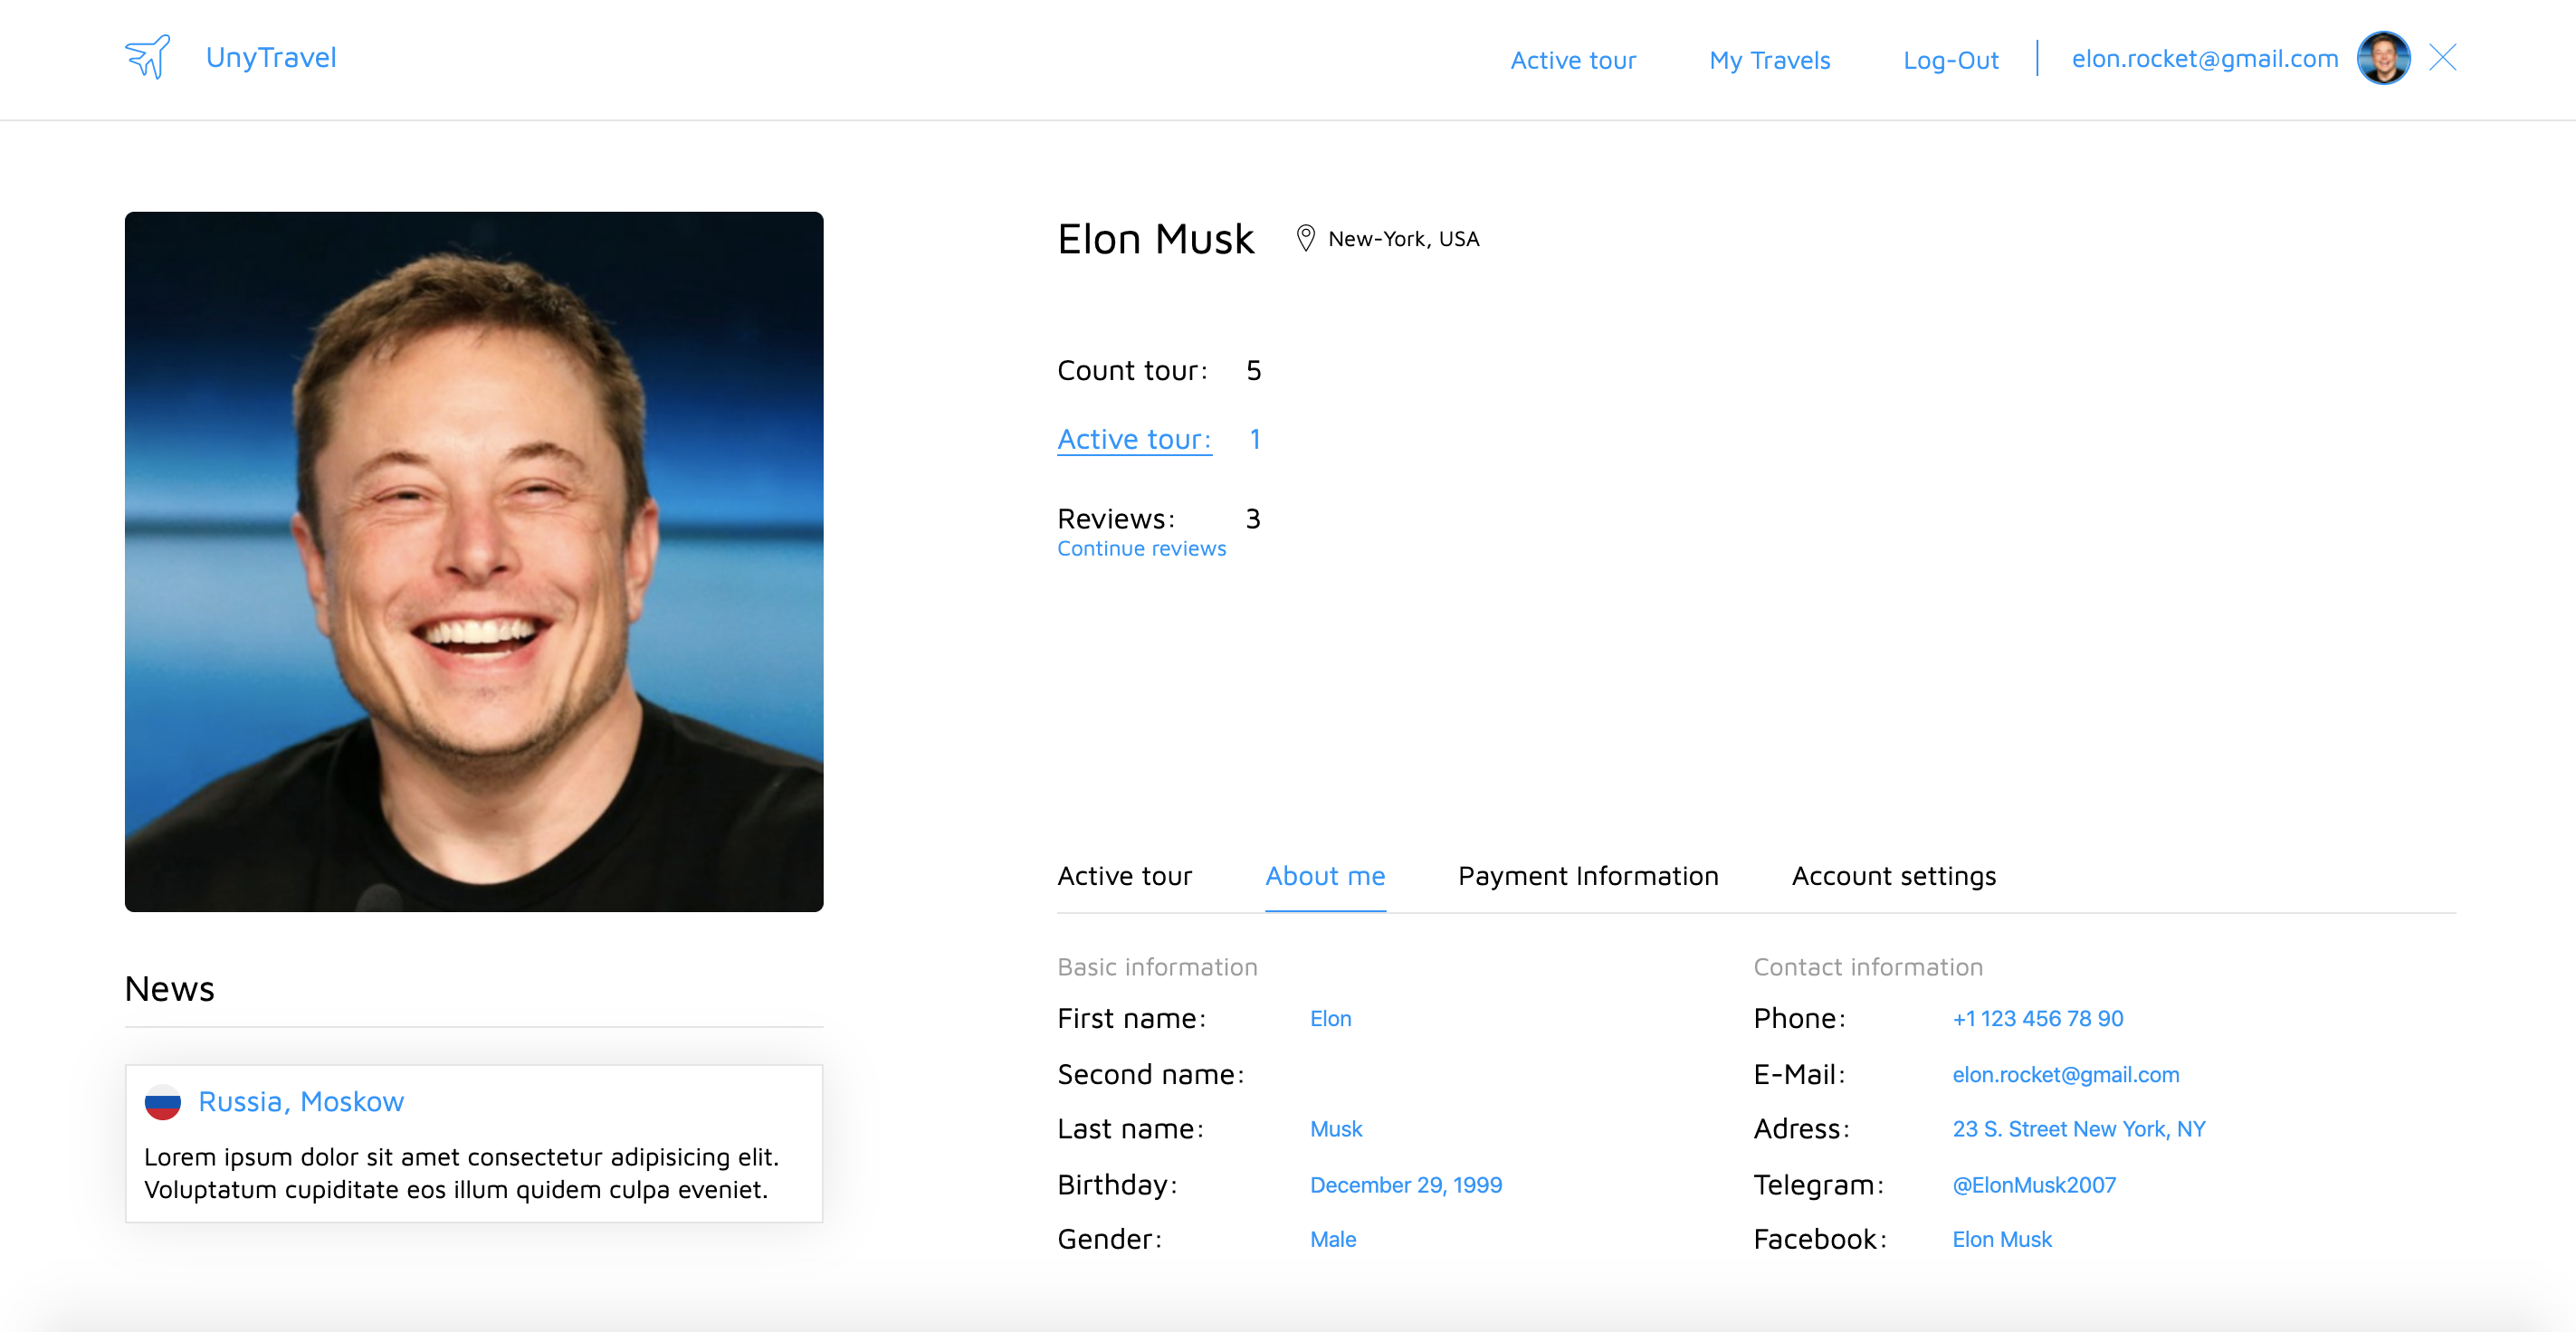 UnyTravel
Active tour
My Travels
Log-Out
elon.rocket@gmail.com
Elon Musk
New-York, USA
Count tour: 5
Active tour: 1
Reviews: 3
Continue reviews
Active tour
About me
Payment Information
Account settings
Basic information
First name: Elon
Second name:
Last name: Musk
Birthday: December 29, 1999
Gender: Male
Contact information
Phone: +1 123 456 78 90
E-Mail: elon.rocket@gmail.com
Adress: 23 S. Street New York, NY
Telegram: @ElonMusk2007
Facebook: Elon Musk
News
Russia, Moskow
Lorem ipsum dolor sit amet consectetur adipisicing elit.
Voluptatum cupiditate eos illum quidem culpa eveniet.